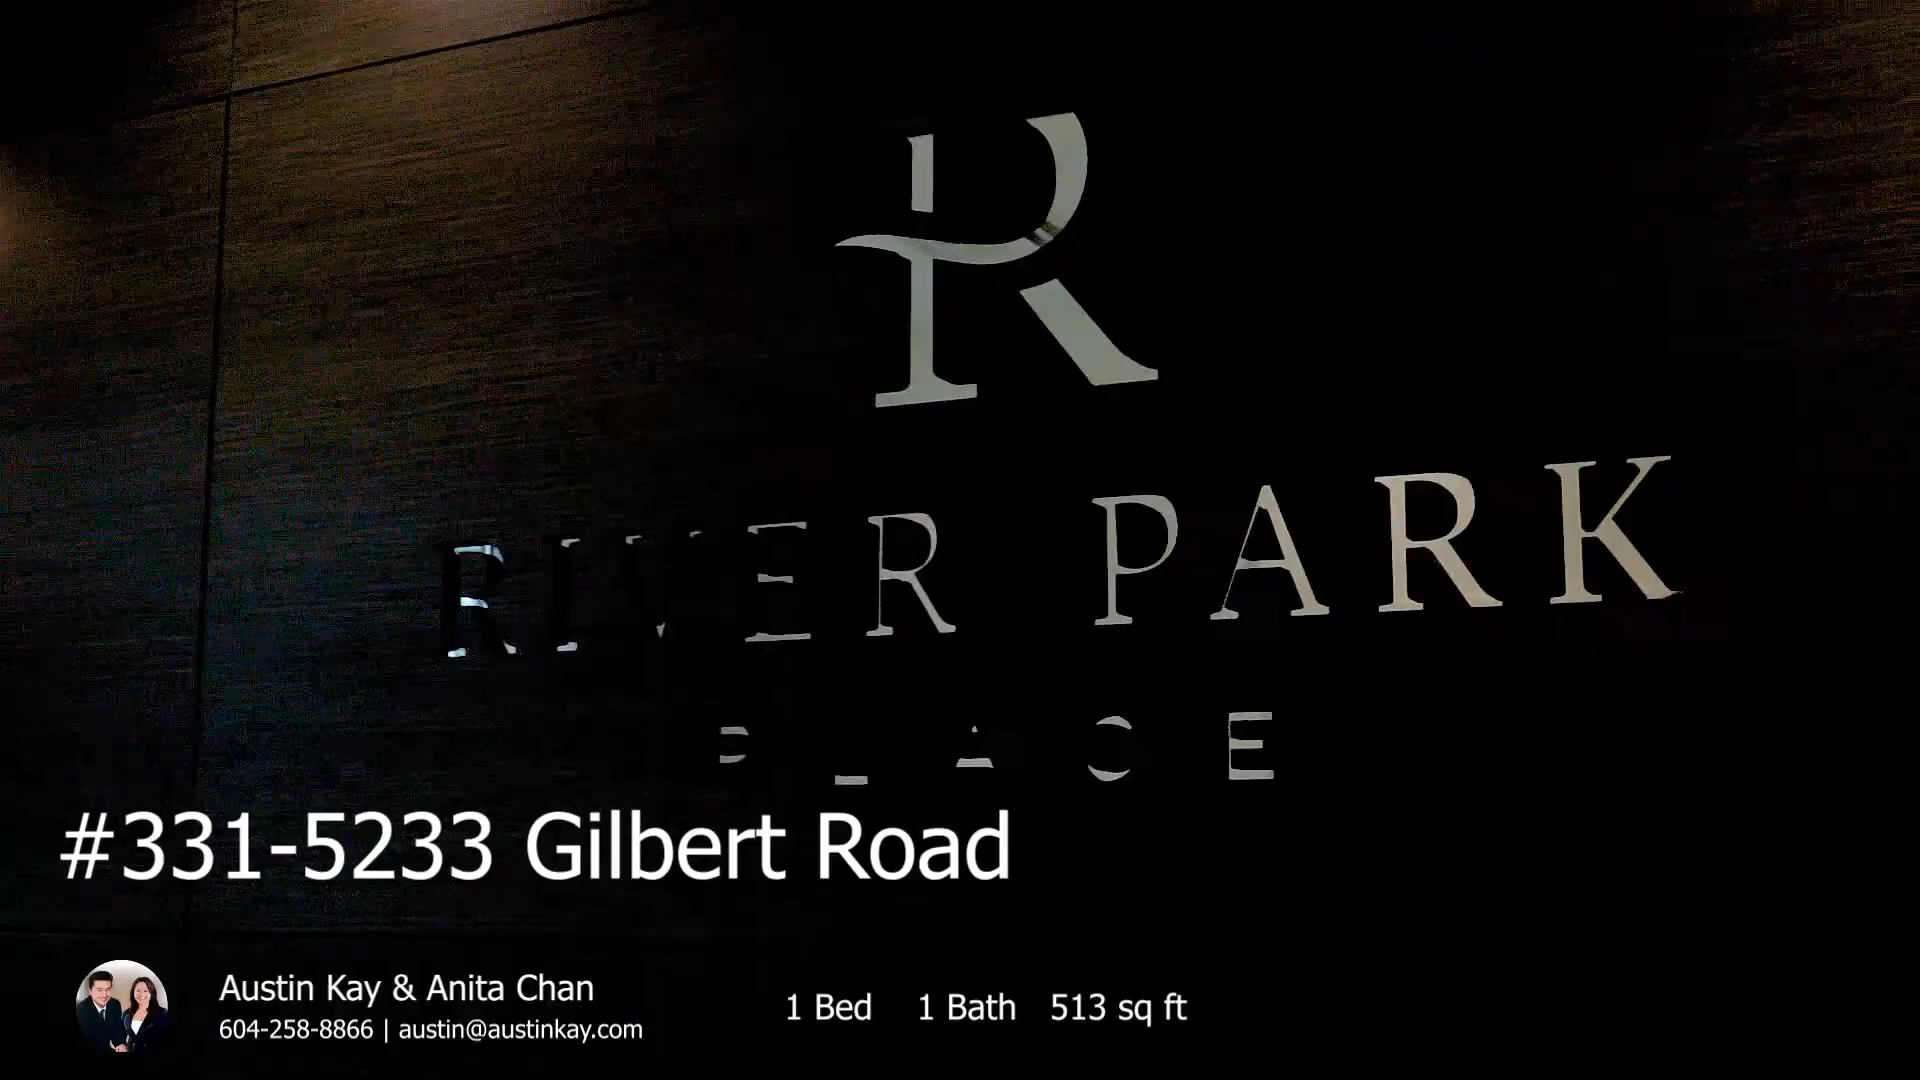 R
RIVER PARK
PLACE
#331-5233 Gilbert Road
Austin Kay & Anita Chan
604-258-8866 | austin@austinkay.com
1 Bed 1 Bath 513 sq ft